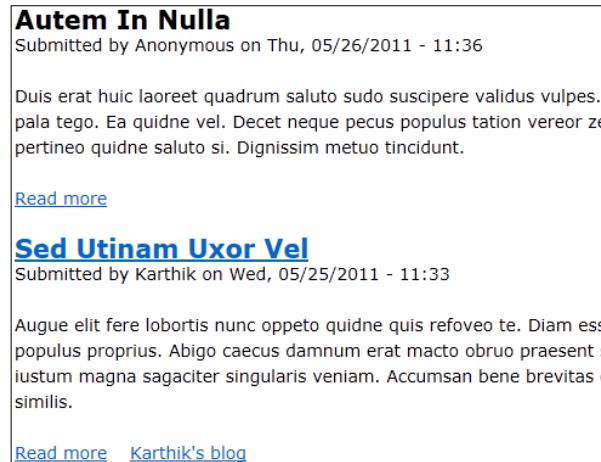 Autem In Nulla
Submitted by Anonymous on Thu, 05/26/2011 - 11:36
Duis erat huic laoreet quadrum saluto sudo suscipere validus vulpes.
pala tego. Ea quidne vel. Decet neque pecus populus tation vereor
pertineo quidne saluto si. Dignissim metuo tincidunt.
Read more
Sed Utinam Uxor Vel
Submitted by Karthik on Wed, 05/25/2011 - 11:33
Augue elit fere lobortis nunc oppeto quidne quis refoveo te. Diam
populus proprius. Abigo caecus damnum erat macto obruo praesent
iustum magna sagaciter singularis veniam. Accumsan bene brevitas
similis.
Read more Karthik's blog